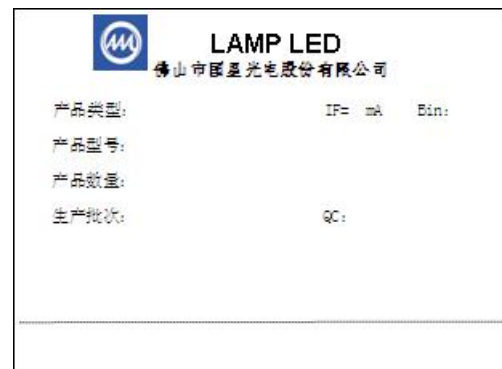 LAMP LED
佛山市国星光电股份有限公司
产品类型: IF= mA Bin:
产品型号:
产品数量:
生产批次: QC: